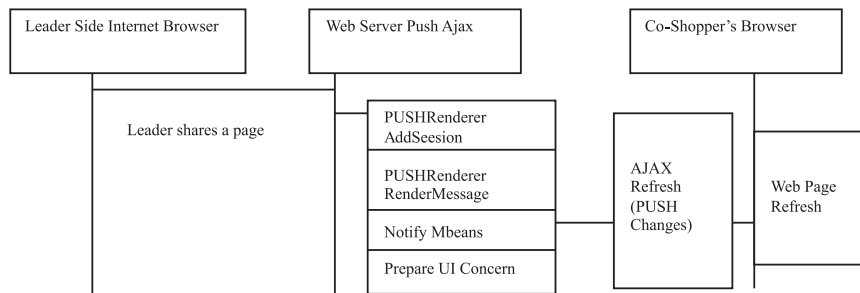 Leader Side Internet Browser
Web Server Push Ajax
Co-Shopper's Browser
Leader shares a page
PUSHRenderer
AddSeesion
PUSHRenderer
RenderMessage
Notify Mbeans
Prepare UI Concern
AJAX
Refresh
(PUSH
Changes)
Web Page
Refresh